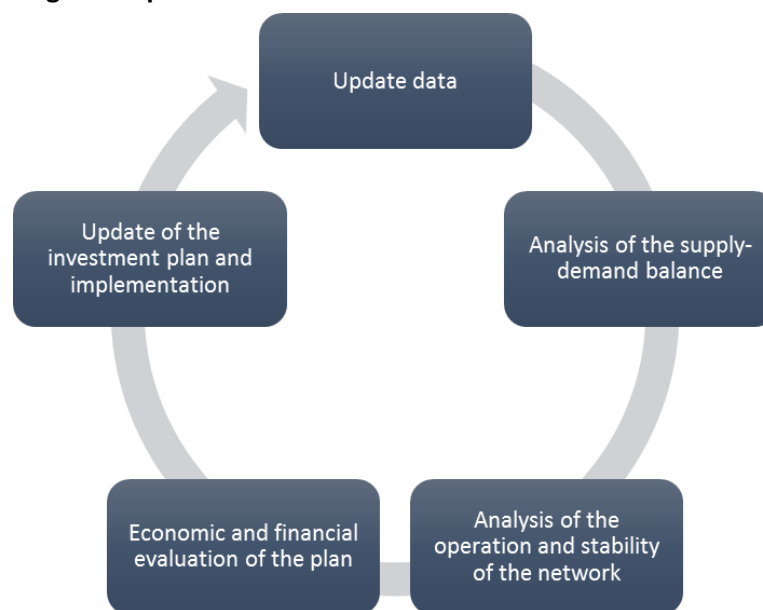 Update data
Analysis of the supply-
demand balance
Analysis of the
operation and stability
of the network
Economic and financial
evaluation of the plan
Update of the
investment plan and
implementation